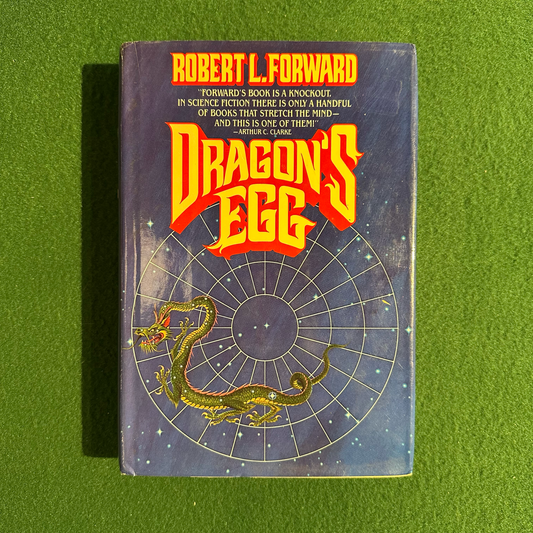 ROBERT L. FORWARD
"FORWARD'S BOOK IS A KNOCKOUT.
IN SCIENCE FICTION THERE IS ONLY A HANDFUL
OF BOOKS THAT STRETCH THE MIND—
AND THIS IS ONE OF THEM!"
—ARTHUR C. CLARKE
DRAGON'S
EGG